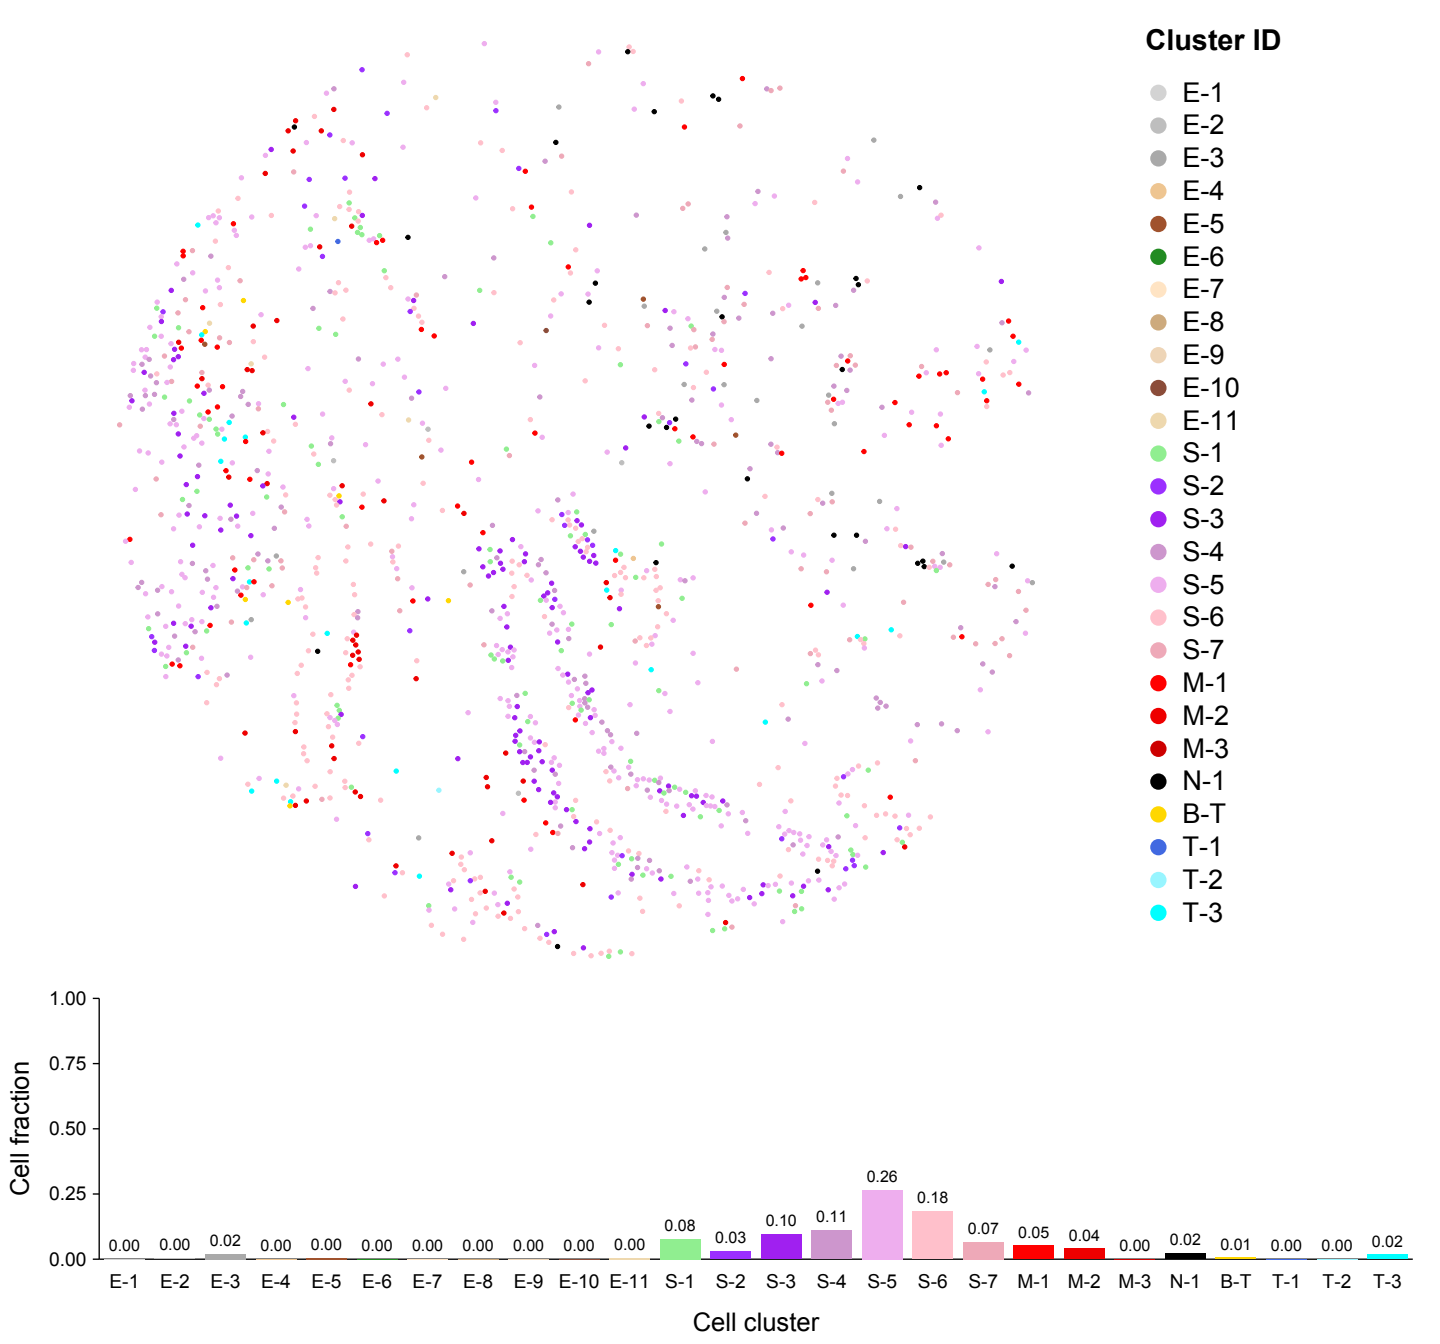 Cluster ID
E-1
E-2
E-3
E-4
E-5
E-6
E-7
E-8
E-9
E-10
E-11
S-1
S-2
S-3
S-4
S-5
S-6
S-7
M-1
M-2
M-3
N-1
B-T
T-1
T-2
T-3
1.00
0.75
0.50
0.25
0.00
Cell fraction
0.00 0.00 0.02 0.00 0.00 0.00 0.00 0.00 0.00 0.00 0.00 0.08 0.03 0.10 0.11 0.26 0.18 0.07 0.05 0.04 0.00 0.02 0.01 0.00 0.00 0.02
E-1 E-2 E-3 E-4 E-5 E-6 E-7 E-8 E-9 E-10 E-11 S-1 S-2 S-3 S-4 S-5 S-6 S-7 M-1 M-2 M-3 N-1 B-T T-1 T-2 T-3
Cell cluster